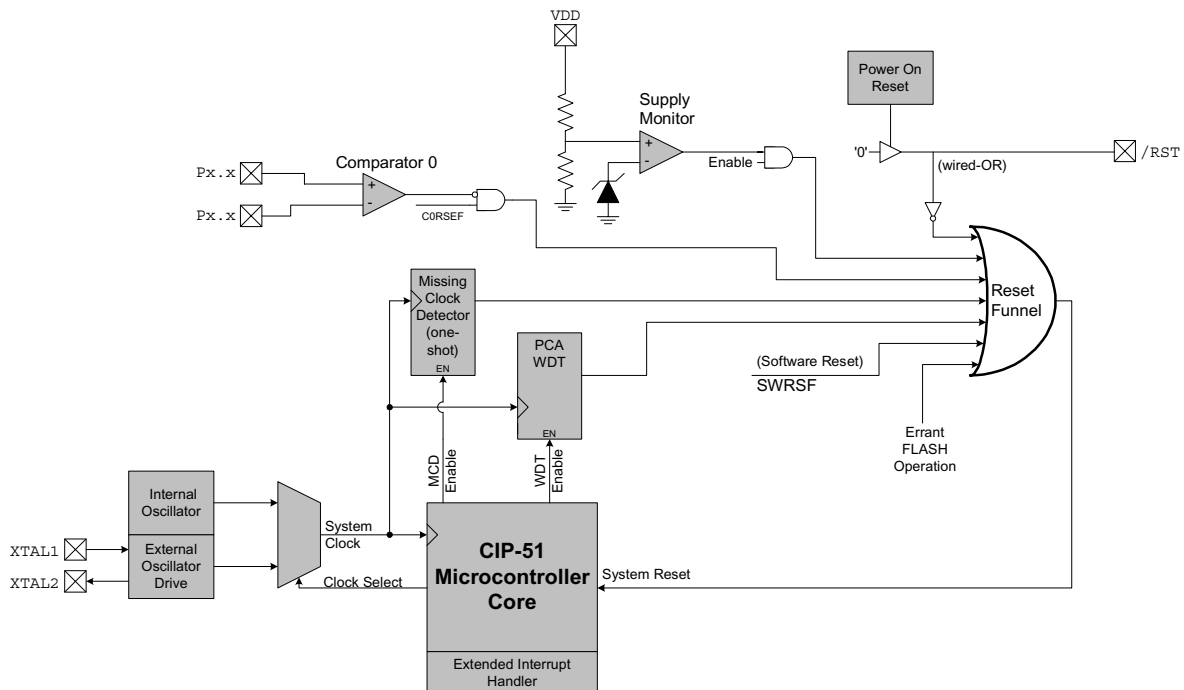 VDD
Power On
Reset
Supply
Monitor
+
-
Enable
'0'
(wired-OR)
/RST
Comparator 0
Px.x
Px.x
+
-
C0RSEF
Missing
Clock
Detector
(one-
shot)
EN
PCA
WDT
EN
Reset
Funnel
(Software Reset)
SWRSF
Errant
FLASH
Operation
MCD
Enable
WDT
Enable
Internal
Oscillator
External
Oscillator
Drive
XTAL1
XTAL2
System
Clock
Clock Select
CIP-51
Microcontroller
Core
System Reset
Extended Interrupt
Handler